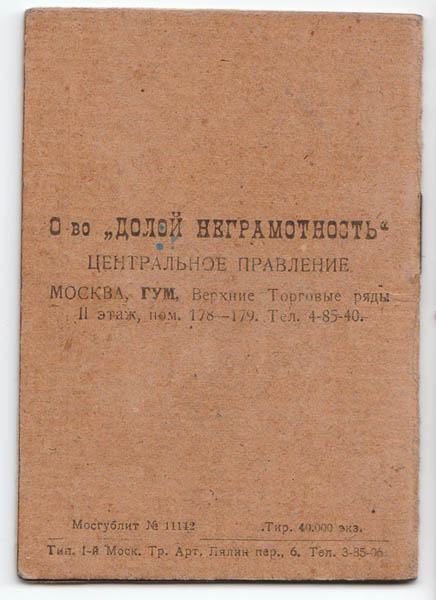 О-во „ДОЛОЙ НЕГРАМОТНОСТЬ“
ЦЕНТРАЛЬНОЕ ПРАВЛЕНИЕ
МОСКВА, ГУМ, Верхние Торговые ряды
II этаж, пом. 178—179. Тел. 4-85-40.
Мосгублит № 11112 Тир. 40.000 экз.
Тип. 1-й Моск. Тр. Арт. Лялин пер., 6. Тел. 3-85-06.